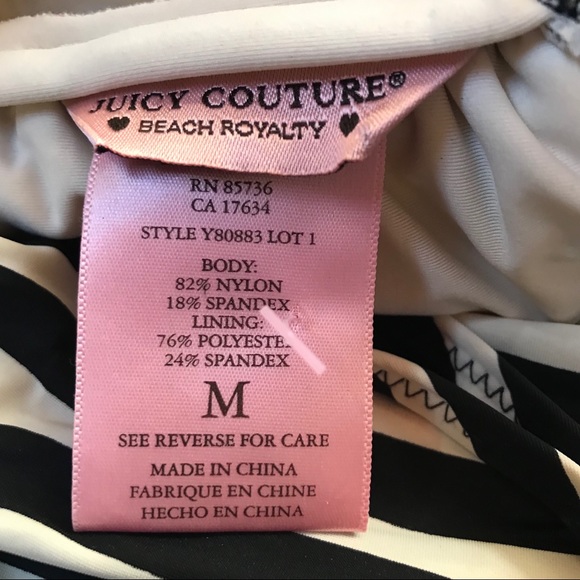 JUICY COUTURE®
♥ BEACH ROYALTY ♥
RN 85736
CA 17634
STYLE Y80883 LOT 1
BODY:
82% NYLON
18% SPANDEX
LINING:
76% POLYESTE
24% SPANDEX
M
SEE REVERSE FOR CARE
MADE IN CHINA
FABRIQUE EN CHINE
HECHO EN CHINA